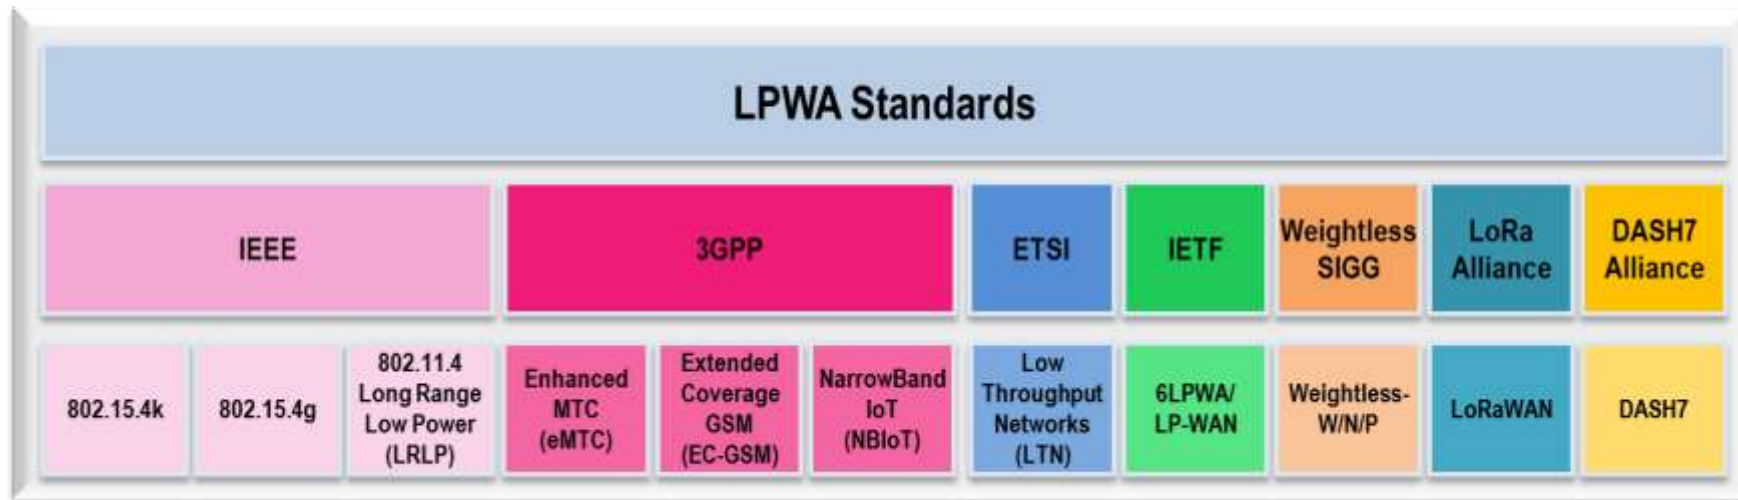 LPWA Standards
IEEE
3GPP
ETSI
IETF
Weightless
SIGG
LoRa
Alliance
DASH7
Alliance
802.15.4k
802.15.4g
802.11.4
Long Range
Low Power
(LRLP)
Enhanced
MTC
(eMTC)
Extended
Coverage
GSM
(EC-GSM)
NarrowBand
IoT
(NBIoT)
Low
Throughput
Networks
(LTN)
6LPWA/
LP-WAN
Weightless-
W/N/P
LoRaWAN
DASH7